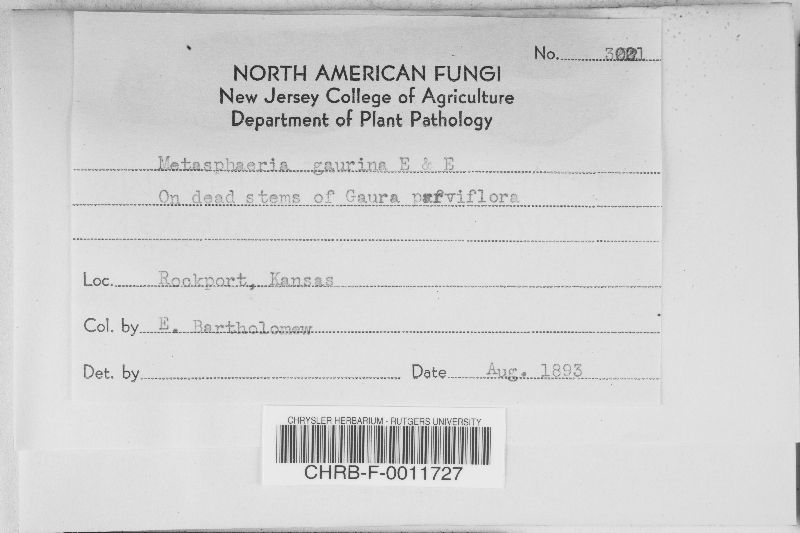 No. 3021
NORTH AMERICAN FUNGI
New Jersey College of Agriculture
Department of Plant Pathology
Metasphaeria gaurina E & E
On dead stems of Gaura parviflora
Loc. Rockport, Kansas
Col. by E. Bartholomew
Det. by
Date Aug. 1893
CHRYSLER HERBARIUM - RUTGERS UNIVERSITY
CHRB-F-0011727